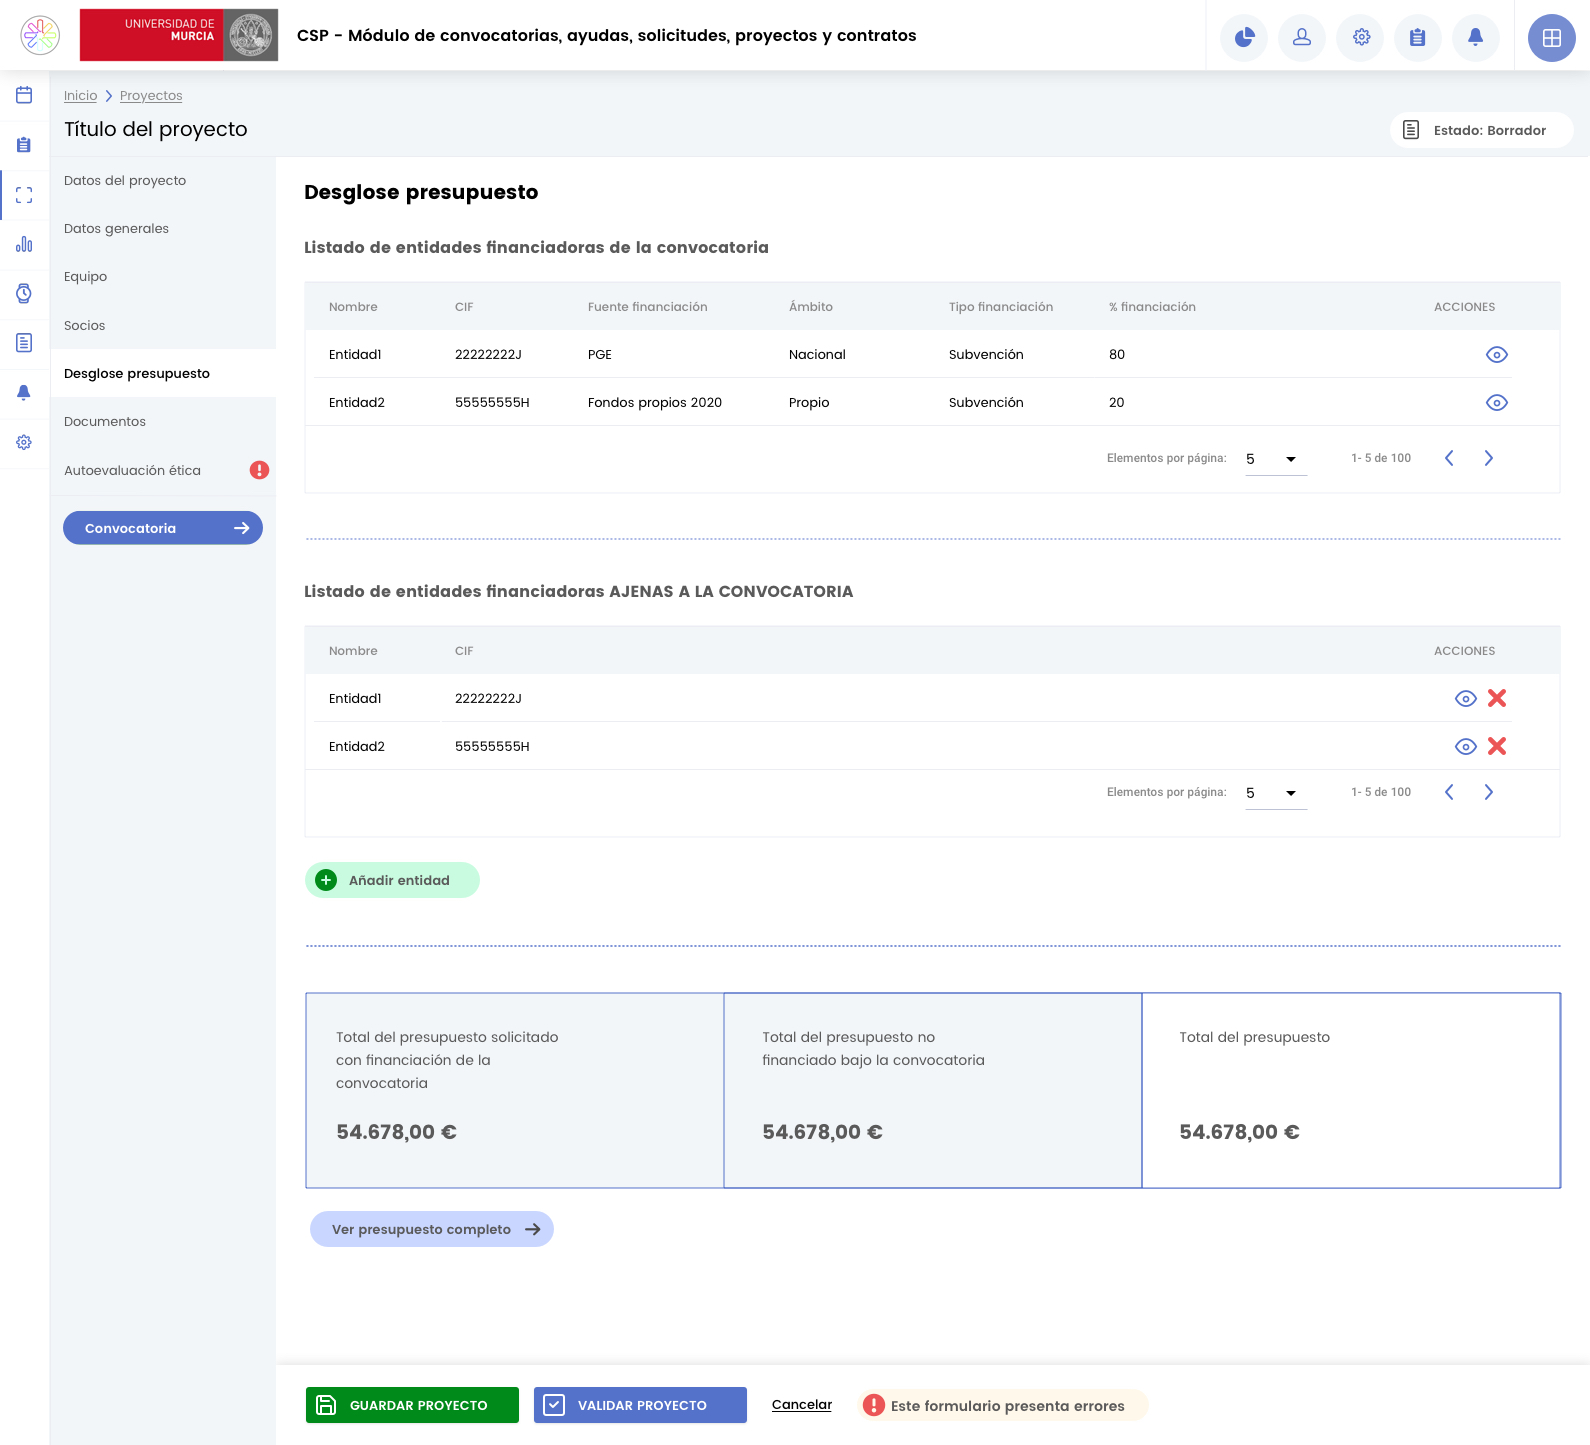 UNIVERSIDAD DE
MURCIA
CSP - Módulo de convocatorias, ayudas, solicitudes, proyectos y contratos
Inicio Proyectos
Título del proyecto
Estado: Borrador
Datos del proyecto
Datos generales
Equipo
Socios
Desglose presupuesto
Documentos
Autoevaluación ética
Convocatoria
Desglose presupuesto
Listado de entidades financiadoras de la convocatoria
Nombre CIF Fuente financiación Ámbito Tipo financiación % financiación ACCIONES
Entidad1 22222222J PGE Nacional Subvención 80
Entidad2 55555555H Fondos propios 2020 Propio Subvención 20
Elementos por página: 5 1- 5 de 100
Listado de entidades financiadoras AJENAS A LA CONVOCATORIA
Nombre CIF ACCIONES
Entidad1 22222222J
Entidad2 55555555H
Elementos por página: 5 1- 5 de 100
Añadir entidad
Total del presupuesto solicitado
con financiación de la
convocatoria
54.678,00 €
Total del presupuesto no
financiado bajo la convocatoria
54.678,00 €
Total del presupuesto
54.678,00 €
Ver presupuesto completo
GUARDAR PROYECTO VALIDAR PROYECTO Cancelar Este formulario presenta errores